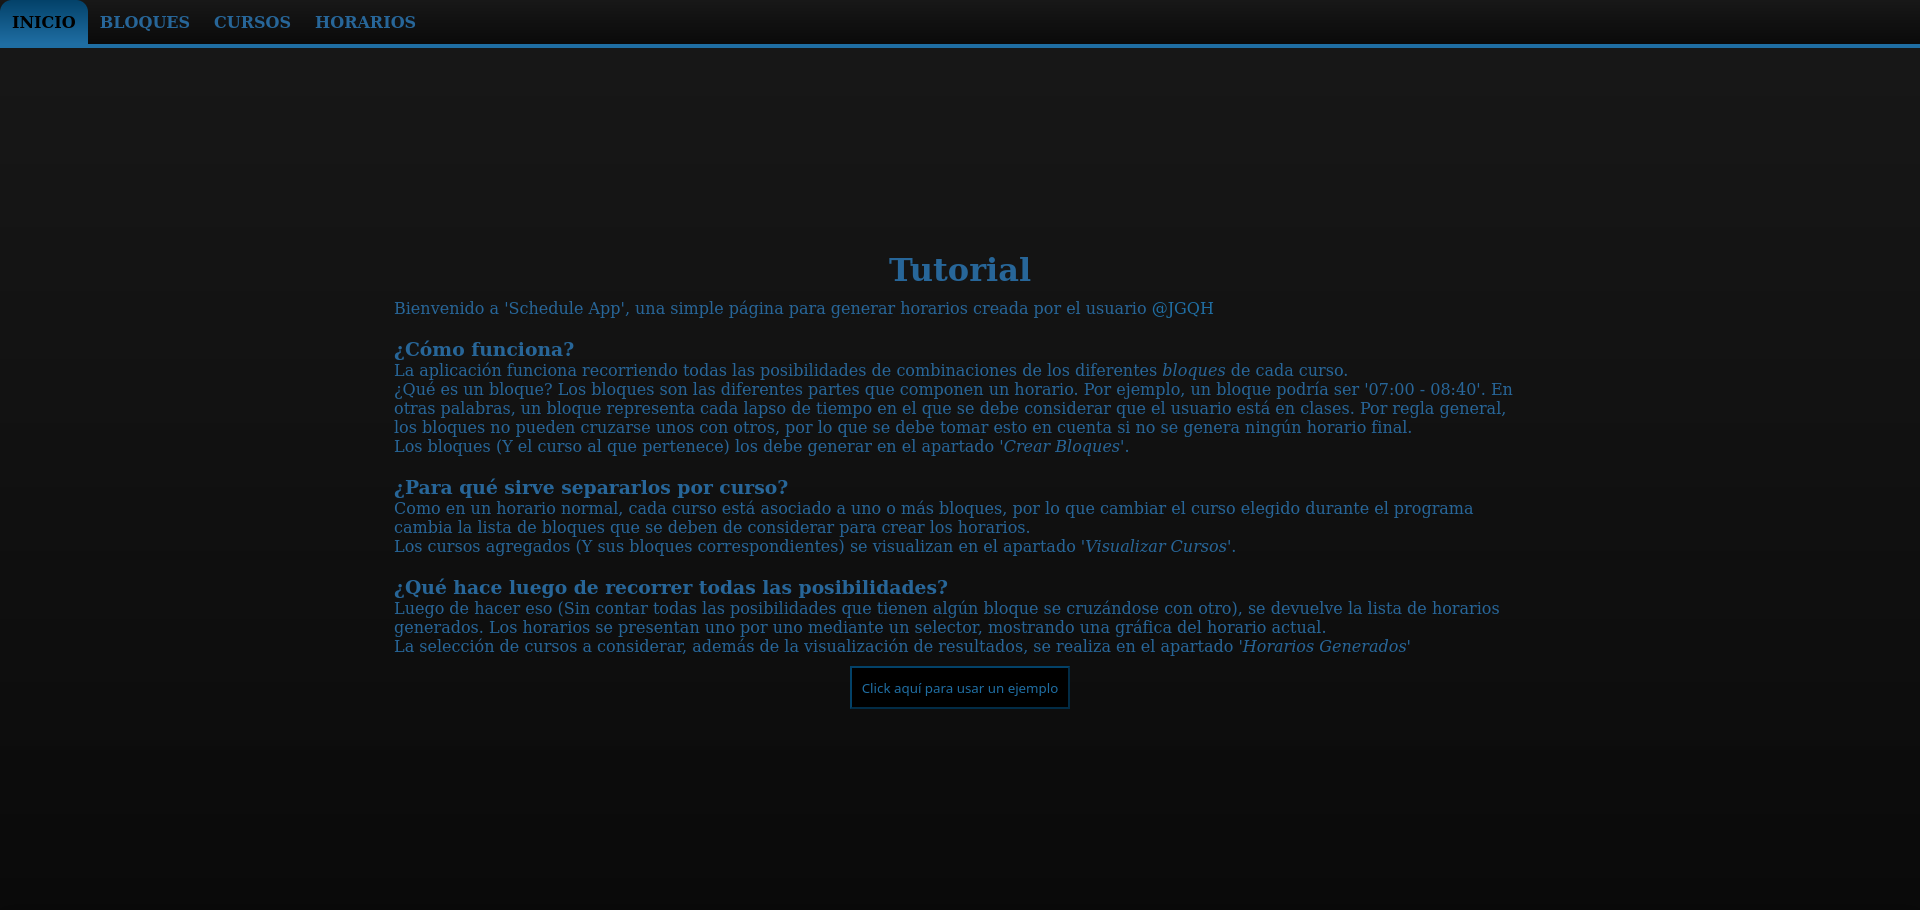 INICIO BLOQUES CURSOS HORARIOS
Tutorial
Bienvenido a 'Schedule App', una simple página para generar horarios creada por el usuario @JGQH
¿Cómo funciona?
La aplicación funciona recorriendo todas las posibilidades de combinaciones de los diferentes bloques de cada curso.
¿Qué es un bloque? Los bloques son las diferentes partes que componen un horario. Por ejemplo, un bloque podría ser '07:00 - 08:40'. En
otras palabras, un bloque representa cada lapso de tiempo en el que se debe considerar que el usuario está en clases. Por regla general,
los bloques no pueden cruzarse unos con otros, por lo que se debe tomar esto en cuenta si no se genera ningún horario final.
Los bloques (Y el curso al que pertenece) los debe generar en el apartado 'Crear Bloques'.
¿Para qué sirve separarlos por curso?
Como en un horario normal, cada curso está asociado a uno o más bloques, por lo que cambiar el curso elegido durante el programa
cambia la lista de bloques que se deben de considerar para crear los horarios.
Los cursos agregados (Y sus bloques correspondientes) se visualizan en el apartado 'Visualizar Cursos'.
¿Qué hace luego de recorrer todas las posibilidades?
Luego de hacer eso (Sin contar todas las posibilidades que tienen algún bloque se cruzándose con otro), se devuelve la lista de horarios
generados. Los horarios se presentan uno por uno mediante un selector, mostrando una gráfica del horario actual.
La selección de cursos a considerar, además de la visualización de resultados, se realiza en el apartado 'Horarios Generados'
Click aquí para usar un ejemplo